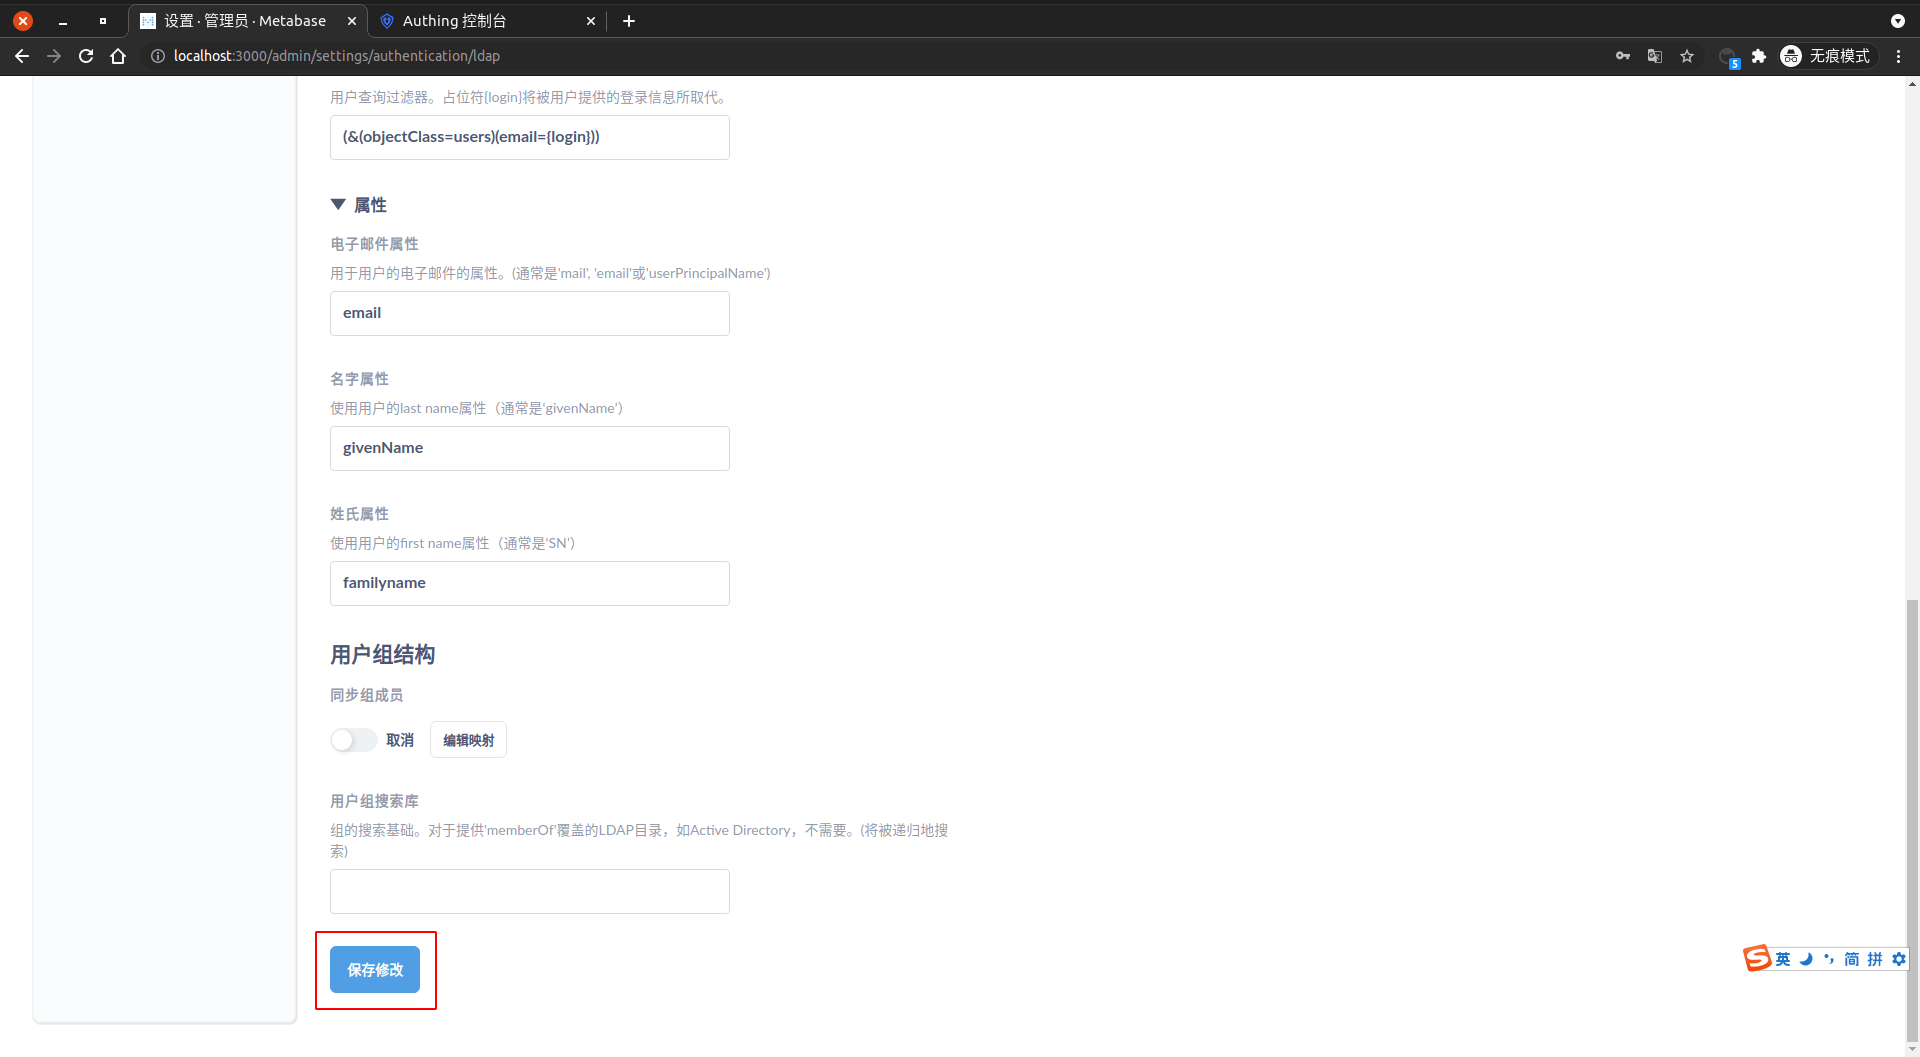 设置 · 管理员 · Metabase
Authing 控制台
localhost:3000/admin/settings/authentication/ldap
5
无痕模式
用户查询过滤器。占位符{login}将被用户提供的登录信息所取代。
(&(objectClass=users)(email={login}))
属性
电子邮件属性
用于用户的电子邮件的属性。(通常是'mail', 'email'或'userPrincipalName')
email
名字属性
使用用户的last name属性（通常是'givenName'）
givenName
姓氏属性
使用用户的first name属性（通常是'SN'）
familyname
用户组结构
同步组成员
取消
编辑映射
用户组搜索库
组的搜索基础。对于提供'memberOf'覆盖的LDAP目录，如Active Directory，不需要。(将被递归地搜
索)
保存修改
英 简 拼